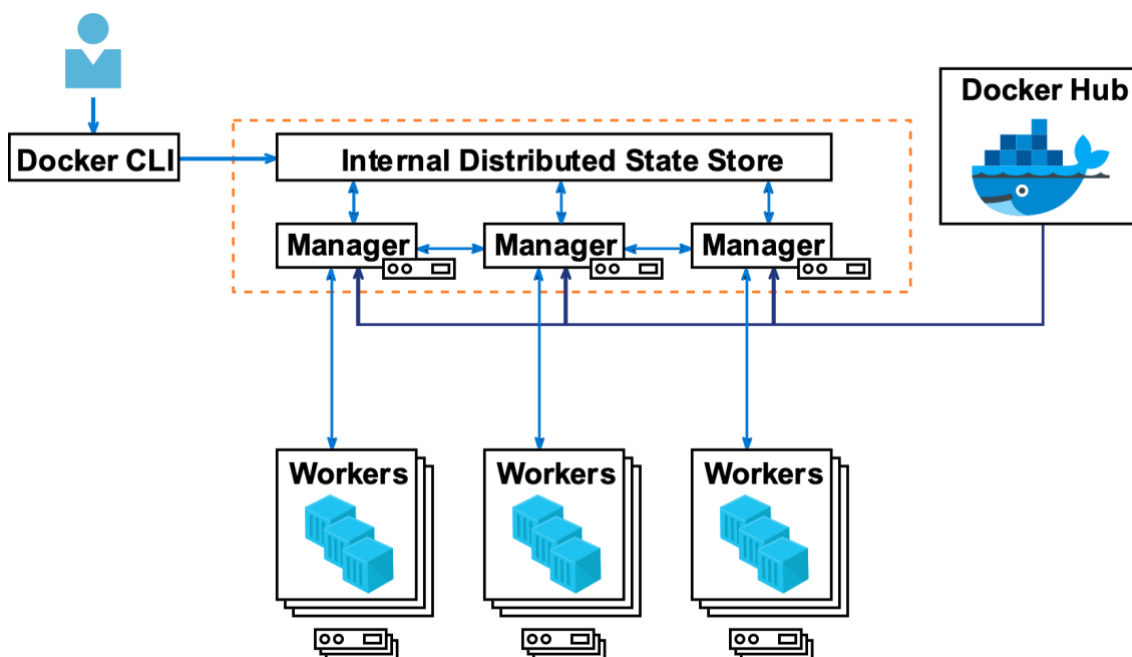 Docker Hub
Docker CLI
Internal Distributed State Store
Manager
Manager
Manager
Workers
Workers
Workers